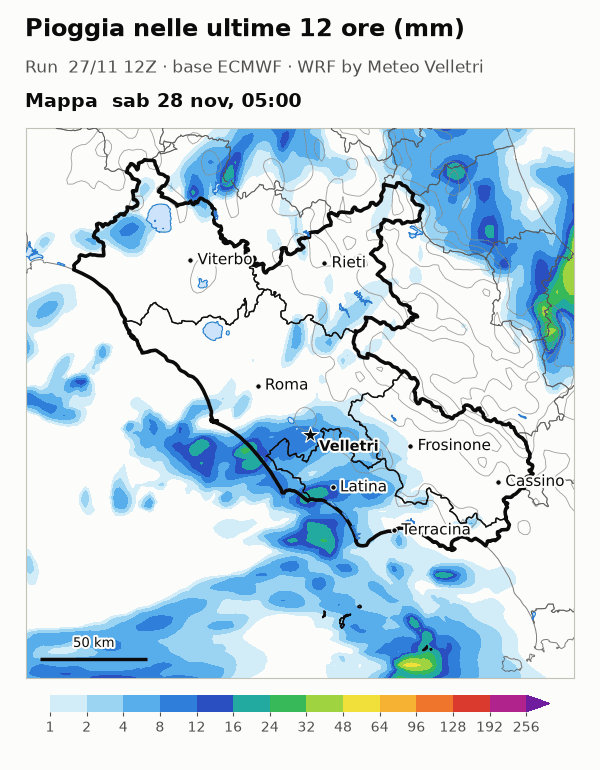 Pioggia nelle ultime 12 ore (mm)
Run  27/11 12Z · base ECMWF · WRF by Meteo Velletri
Mappa  sab 28 nov, 05:00
Viterbo
Rieti
Roma
Velletri
Frosinone
Latina
Cassino
Terracina
50 km
1 2 4 8 12 16 24 32 48 64 96 128 192 256